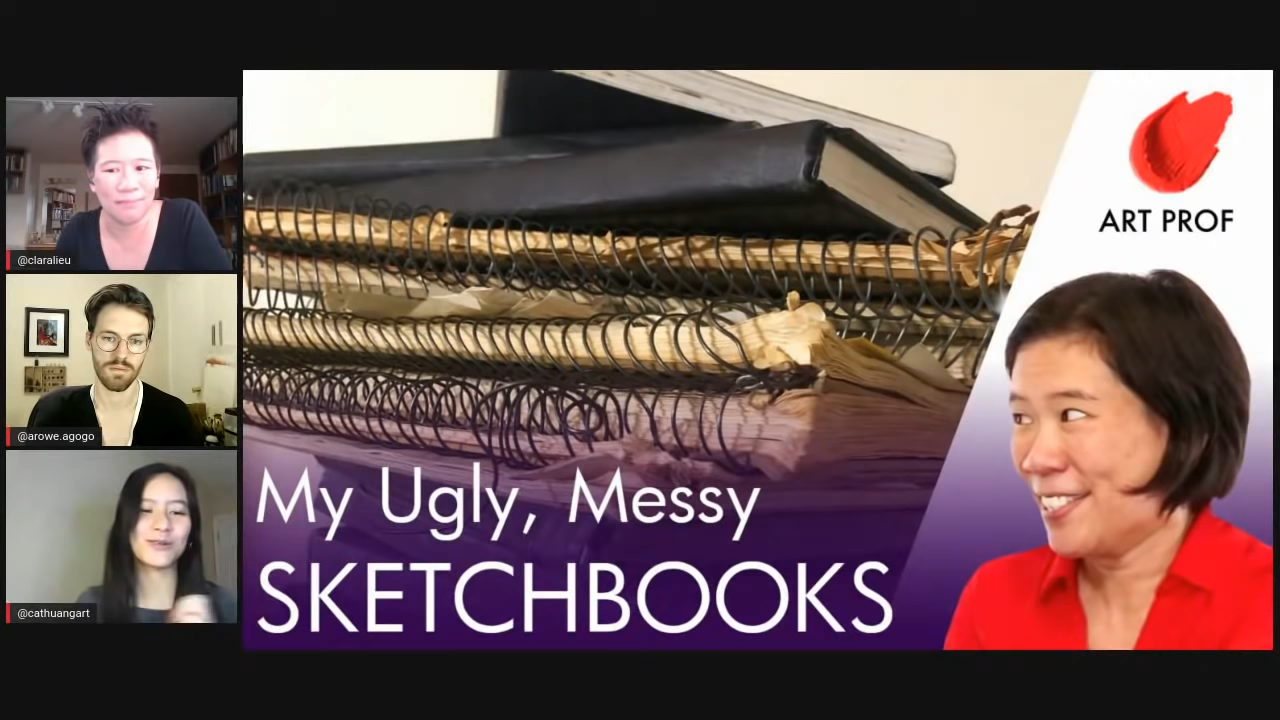 @claralieu
@arowe.agogo
@cathuangart
ART PROF
My Ugly, Messy
SKETCHBOOKS